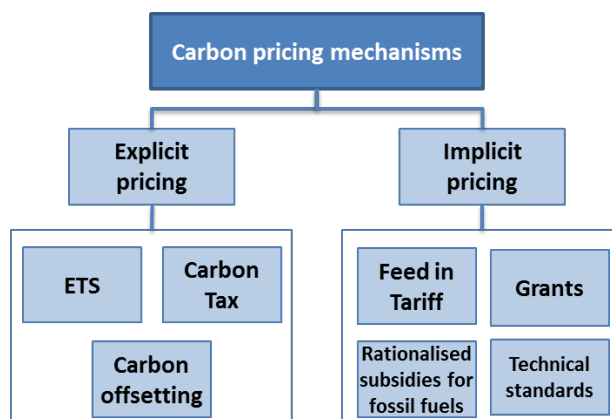 Carbon pricing mechanisms
Explicit
pricing
Implicit
pricing
ETS
Carbon
Tax
Carbon
offsetting
Feed in
Tariff
Grants
Rationalised
subsidies for
fossil fuels
Technical
standards